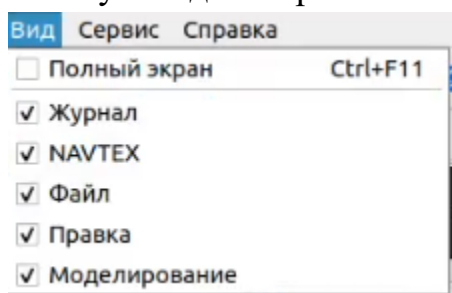 Вид Сервис Справка
Полный экран Ctrl+F11
Журнал
NAVTEX
Файл
Правка
Моделирование